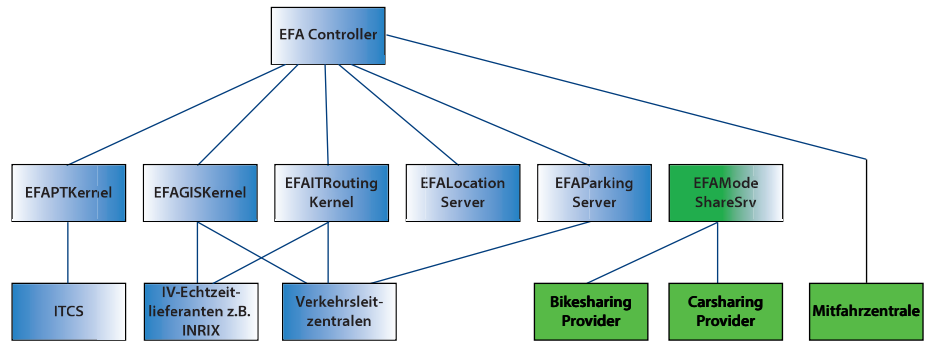 EFA Controller
EFAPTKernel
EFAGISKernel
EFAITRouting
Kernel
EFALocation
Server
EFAParking
Server
EFAMode
ShareSrv
ITCS
IV-Echtzeit-
lieferanten z.B.
INRIX
Verkehrsleit-
zentralen
Bikesharing
Provider
Carsharing
Provider
Mitfahrzentrale